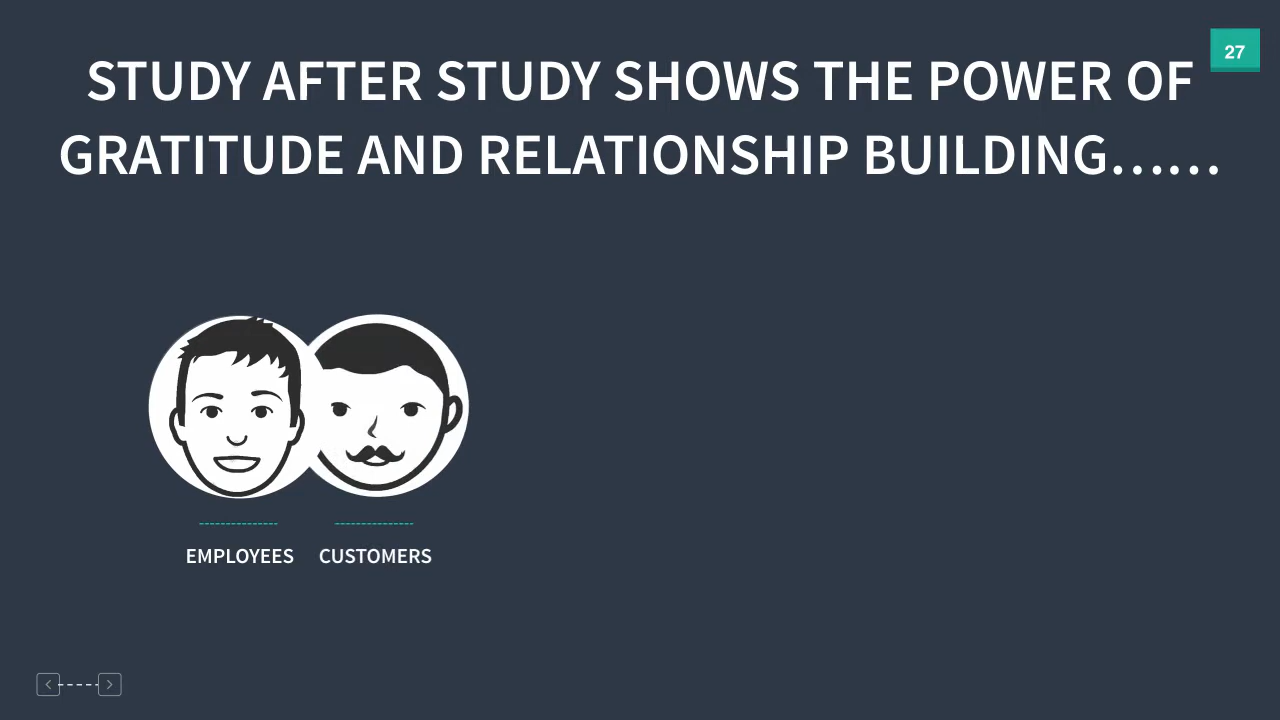 27
STUDY AFTER STUDY SHOWS THE POWER OF
GRATITUDE AND RELATIONSHIP BUILDING……
EMPLOYEES
CUSTOMERS